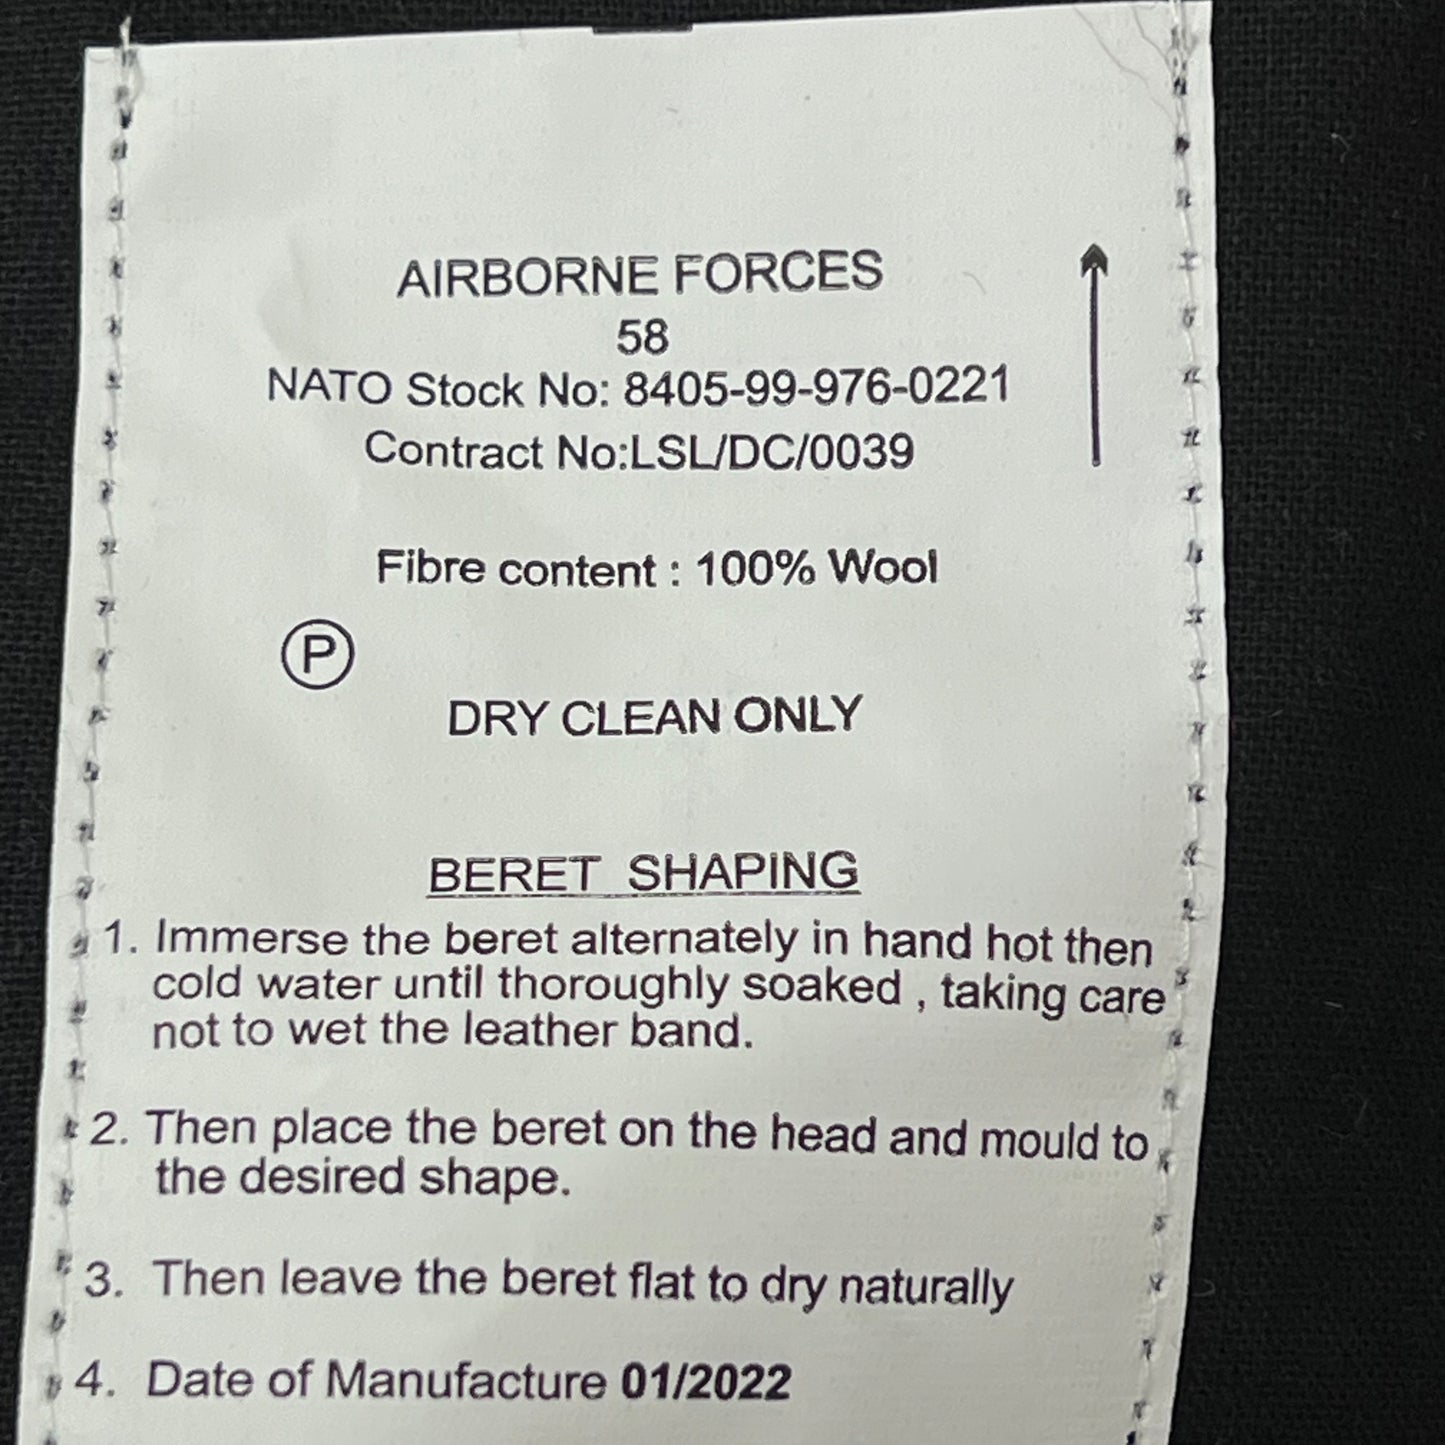 AIRBORNE FORCES
58
NATO Stock No: 8405-99-976-0221
Contract No:LSL/DC/0039
Fibre content : 100% Wool
P
DRY CLEAN ONLY
BERET SHAPING
1. Immerse the beret alternately in hand hot then
cold water until thoroughly soaked , taking care
not to wet the leather band.
2. Then place the beret on the head and mould to
the desired shape.
3. Then leave the beret flat to dry naturally
4. Date of Manufacture 01/2022